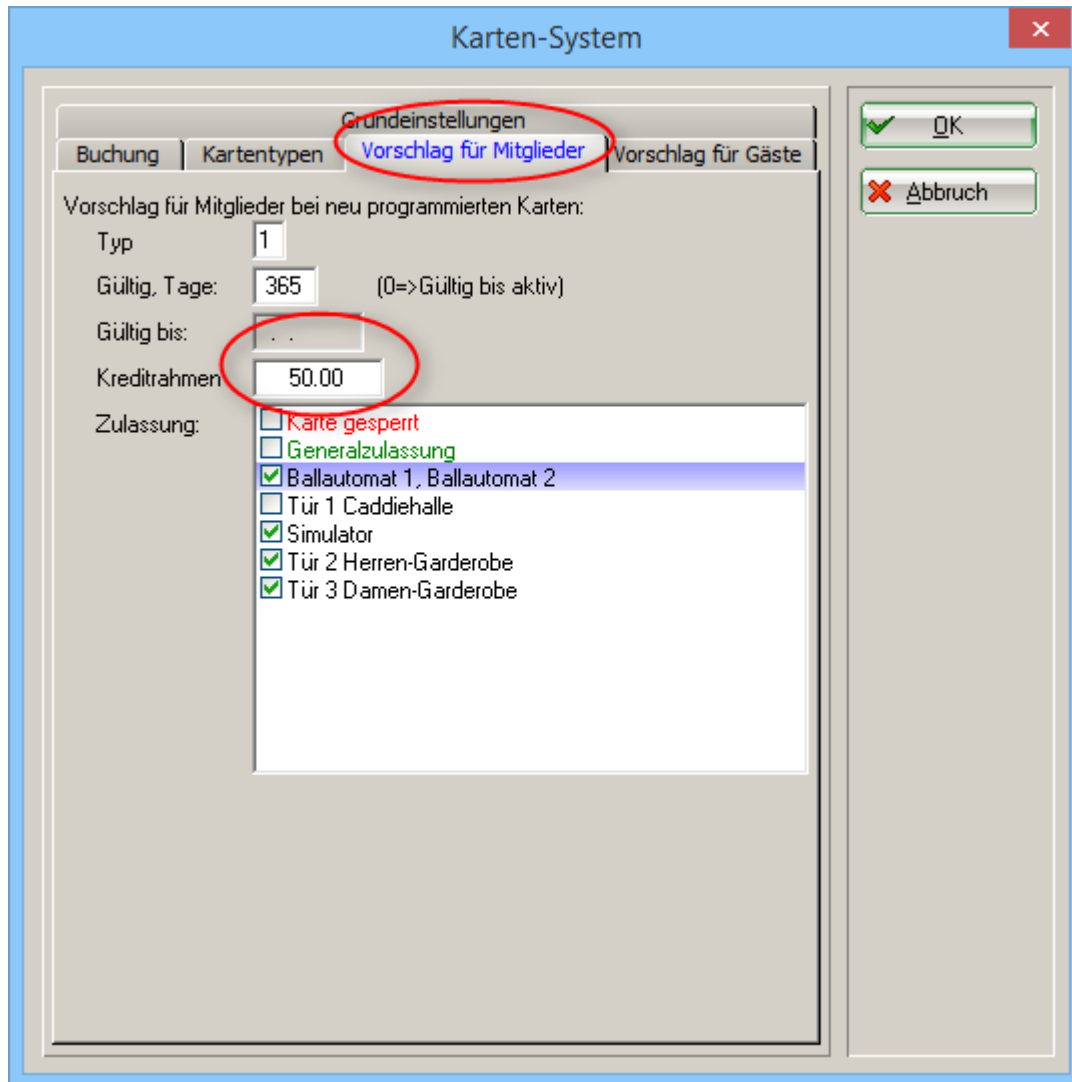 Karten-System
Grundeinstellungen
Buchung Kartentypen Vorschlag für Mitglieder Vorschlag für Gäste
OK
Abbruch
Vorschlag für Mitglieder bei neu programmierten Karten:
Typ 1
Gültig, Tage: 365 (0=>Gültig bis aktiv)
Gültig bis: . .
Kreditrahmen 50.00
Zulassung:
Karte gesperrt
Generalzulassung
Ballautomat 1, Ballautomat 2
Tür 1 Caddiehalle
Simulator
Tür 2 Herren-Garderobe
Tür 3 Damen-Garderobe